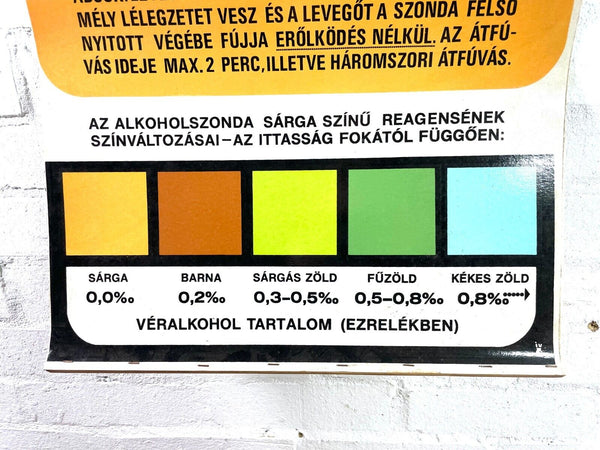 MÉLY LÉLEGZETET VESZ ÉS A LEVEGŐT A SZONDA FELSŐ
NYITOTT VÉGÉBE FÚJJA ERŐLKÖDÉS NÉLKÜL. AZ ÁTFÚ-
VÁS IDEJE MAX. 2 PERC, ILLETVE HÁROMSZORI ÁTFÚVÁS.
AZ ALKOHOLSZONDA SÁRGA SZÍNŰ REAGENSÉNEK
SZÍNVÁLTOZÁSAI – AZ ITTASSÁG FOKÁTÓL FÜGGŐEN:
SÁRGA BARNA SÁRGÁS ZÖLD FŰZÖLD KÉKES ZÖLD
0,0‰ 0,2‰ 0,3–0,5‰ 0,5–0,8‰ 0,8‰
VÉRALKOHOL TARTALOM (EZRELÉKBEN)